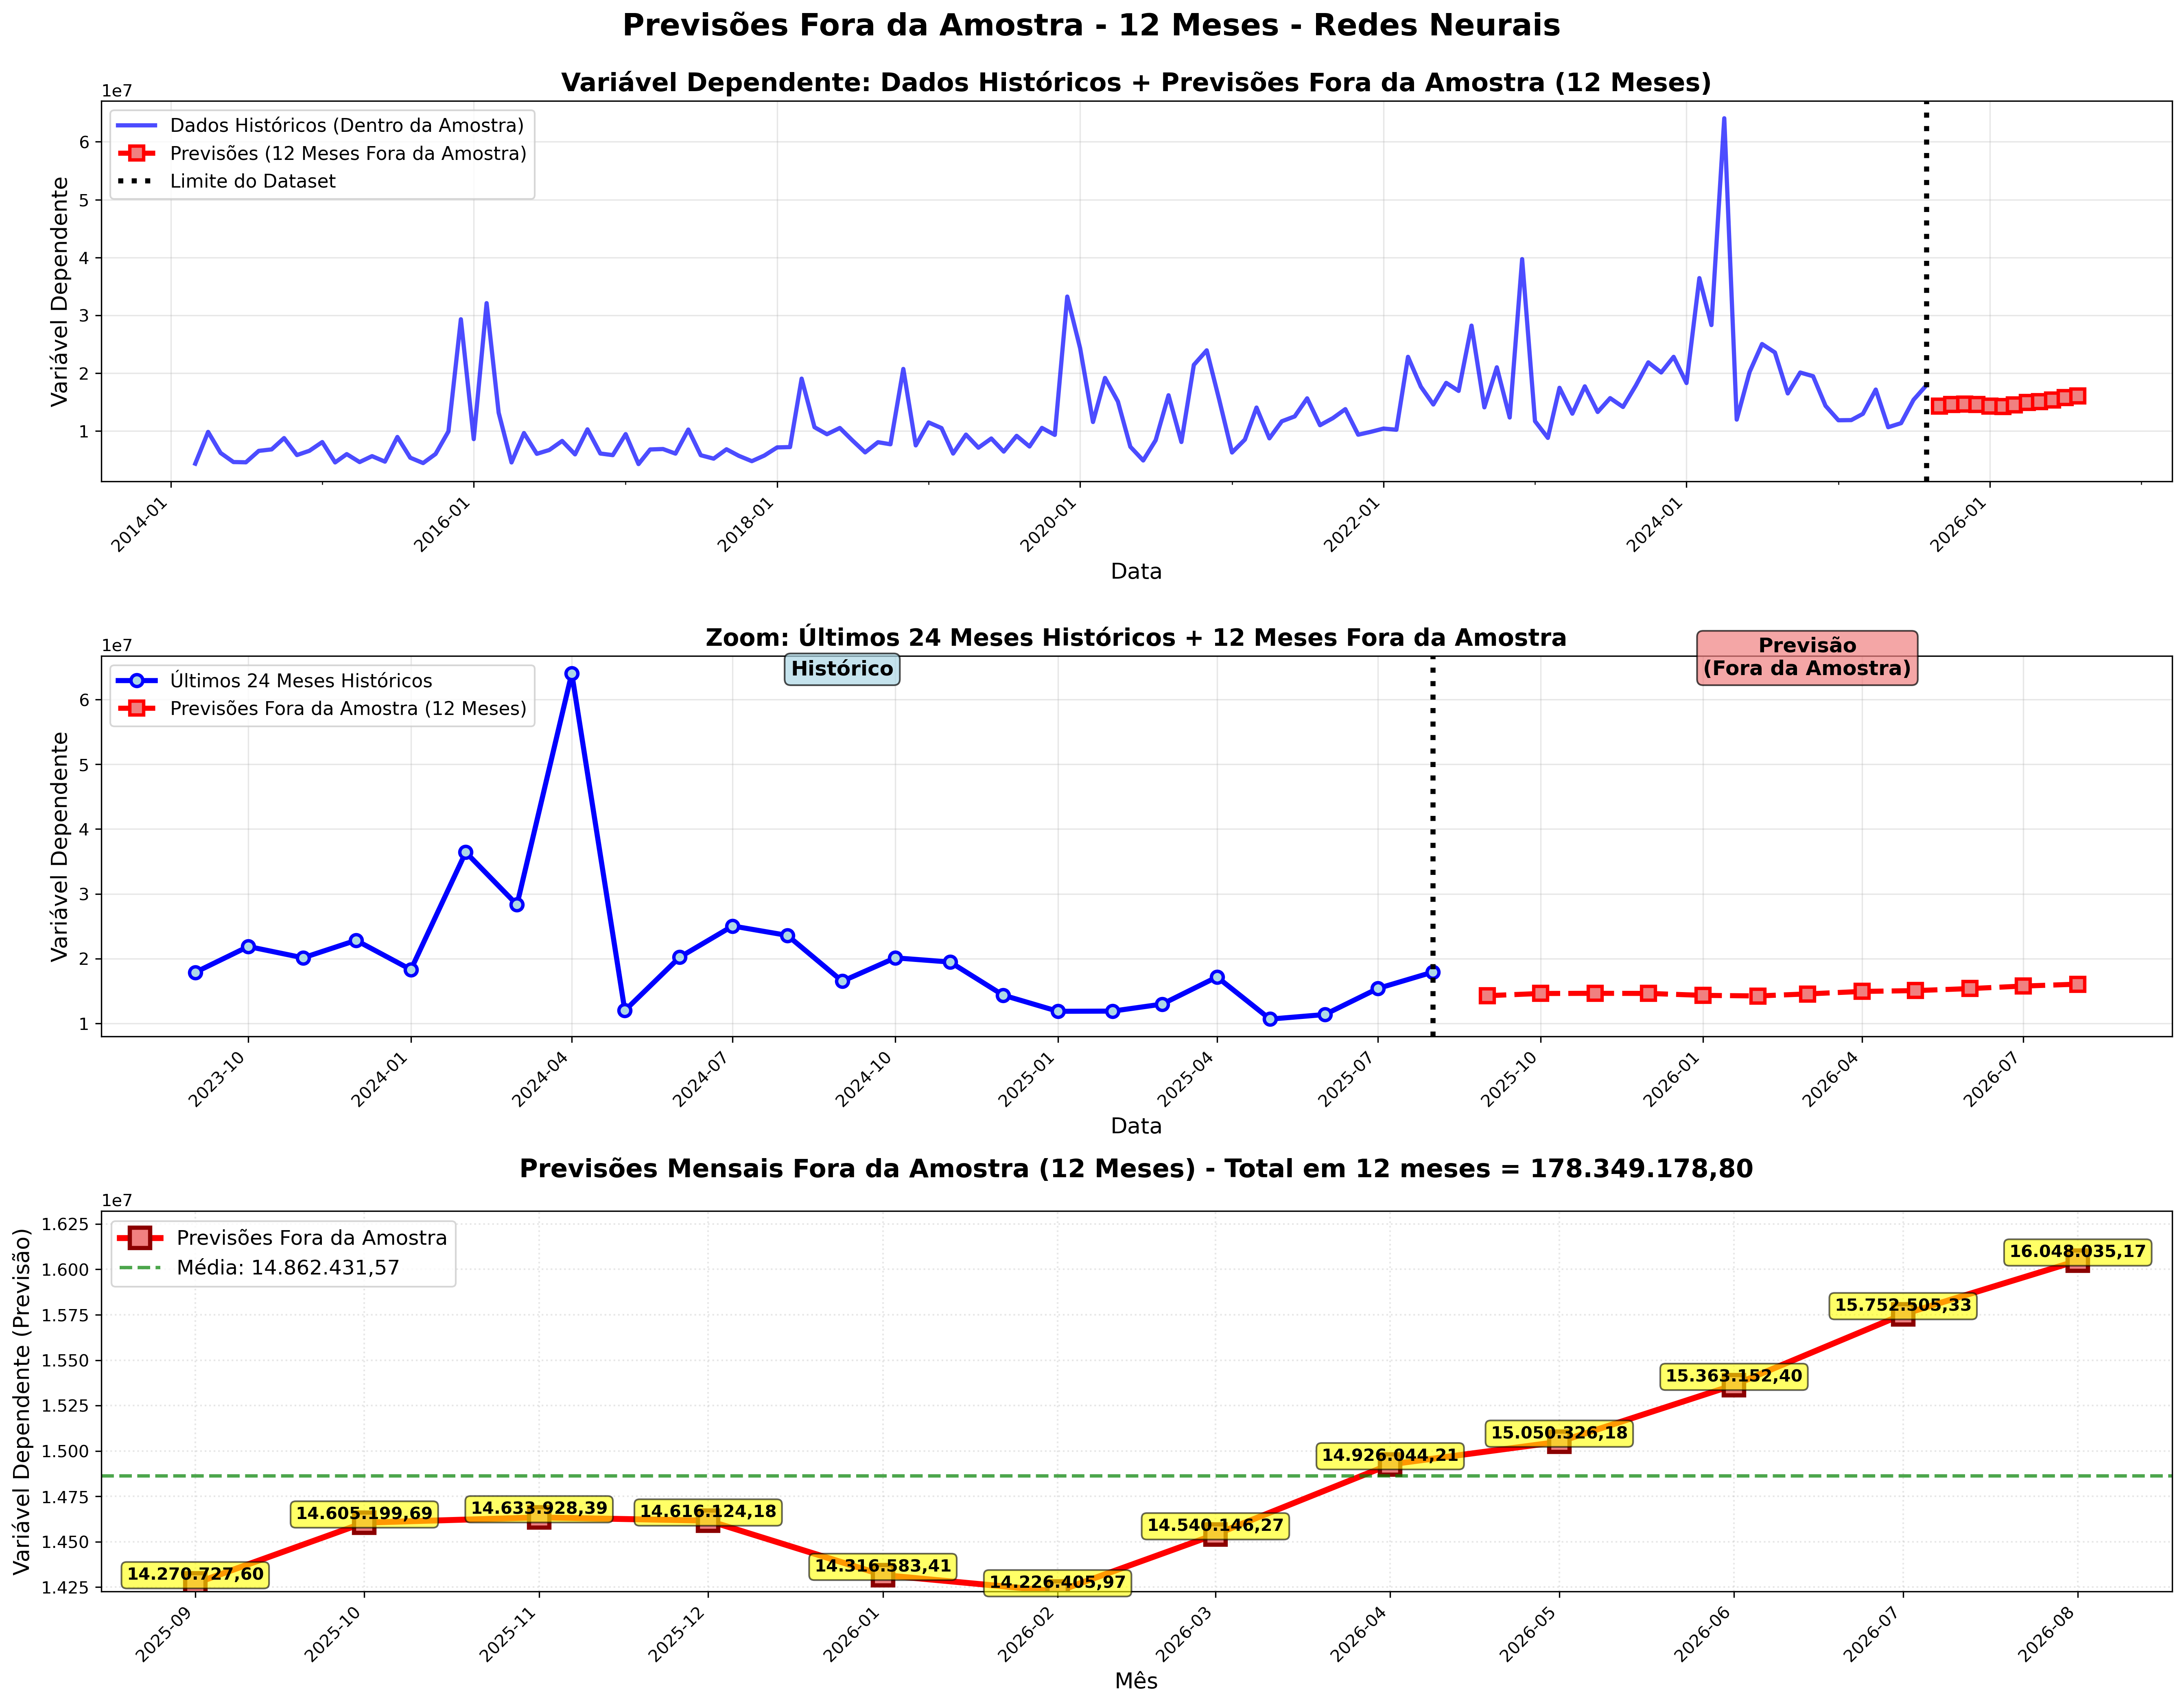 Previsões Fora da Amostra - 12 Meses - Redes Neurais
Variável Dependente: Dados Históricos + Previsões Fora da Amostra (12 Meses)
1e7
Dados Históricos (Dentro da Amostra)
Previsões (12 Meses Fora da Amostra)
Limite do Dataset
Variável Dependente
6
5
4
3
2
1
2014-01
2016-01
2018-01
2020-01
2022-01
2024-01
2026-01
Data
Zoom: Últimos 24 Meses Históricos + 12 Meses Fora da Amostra
1e7
Últimos 24 Meses Históricos
Previsões Fora da Amostra (12 Meses)
Histórico
Previsão
(Fora da Amostra)
Variável Dependente
6
5
4
3
2
1
2023-10
2024-01
2024-04
2024-07
2024-10
2025-01
2025-04
2025-07
2025-10
2026-01
2026-04
2026-07
Data
Previsões Mensais Fora da Amostra (12 Meses) - Total em 12 meses = 178.349.178,80
1e7
Previsões Fora da Amostra
Média: 14.862.431,57
Variável Dependente (Previsão)
1.625
1.600
1.575
1.550
1.525
1.500
1.475
1.450
1.425
14.270.727,60
14.605.199,69
14.633.928,39
14.616.124,18
14.316.583,41
14.226.405,97
14.540.146,27
14.926.044,21
15.050.326,18
15.363.152,40
15.752.505,33
16.048.035,17
2025-09
2025-10
2025-11
2025-12
2026-01
2026-02
2026-03
2026-04
2026-05
2026-06
2026-07
2026-08
Mês